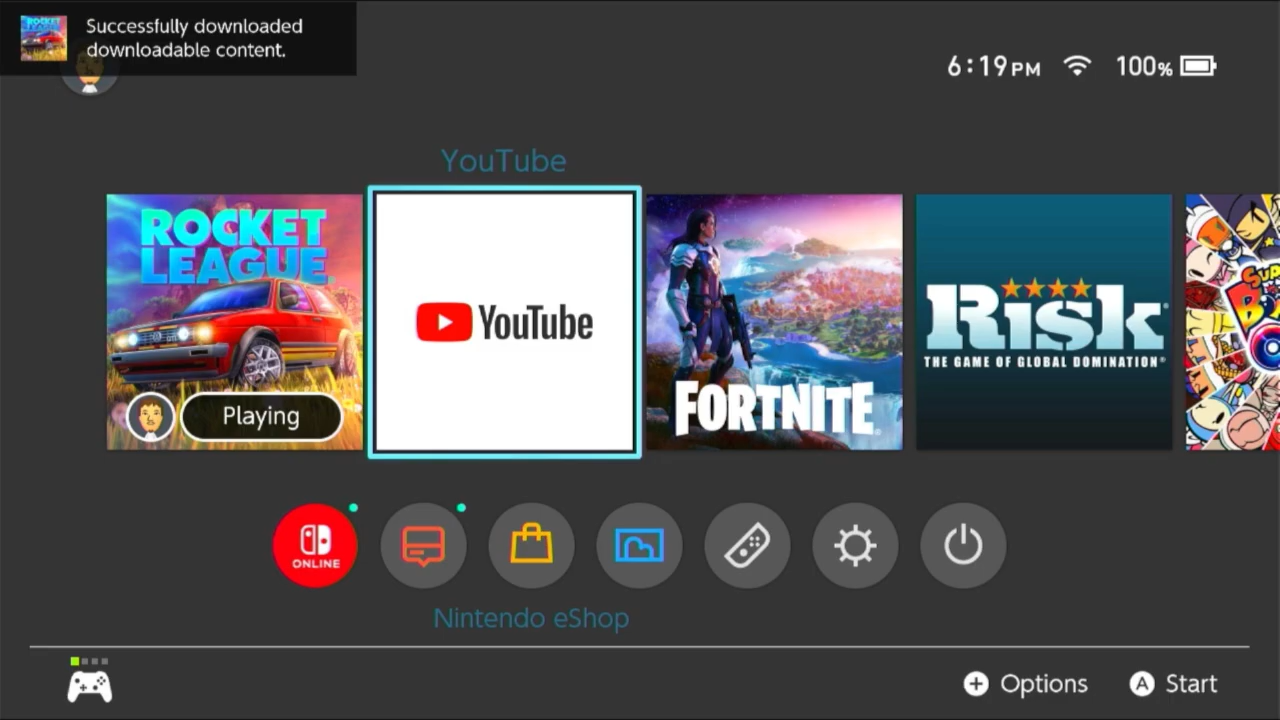 Successfully downloaded
downloadable content.
6:19PM
100%
YouTube
ROCKET
LEAGUE
Playing
YouTube
FORTNITE
RISK
THE GAME OF GLOBAL DOMINATION
SUPER
ONLINE
Nintendo eShop
Options
A Start